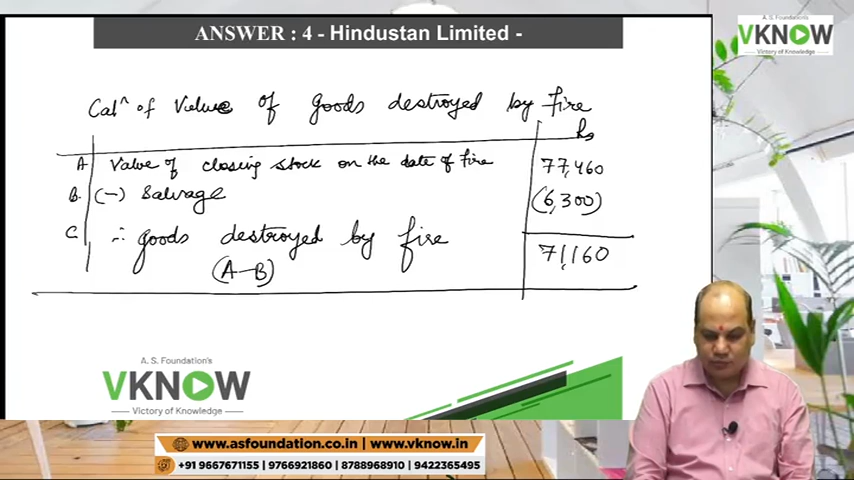 ANSWER : 4 - Hindustan Limited -
A. S. Foundation's
VKNOW
Victory of Knowledge
Calⁿ of Value of goods destroyed by fire
Rs
A Value of closing stock on the date of fire 77,460
B. (-) Salvage (6,300)
C. ∴ goods destroyed by fire 71,160
(A-B)
A. S. Foundation's
VKNOW
Victory of Knowledge
www.asfoundation.co.in | www.vknow.in
+91 9667671155 | 9766921860 | 8788968910 | 9422365495